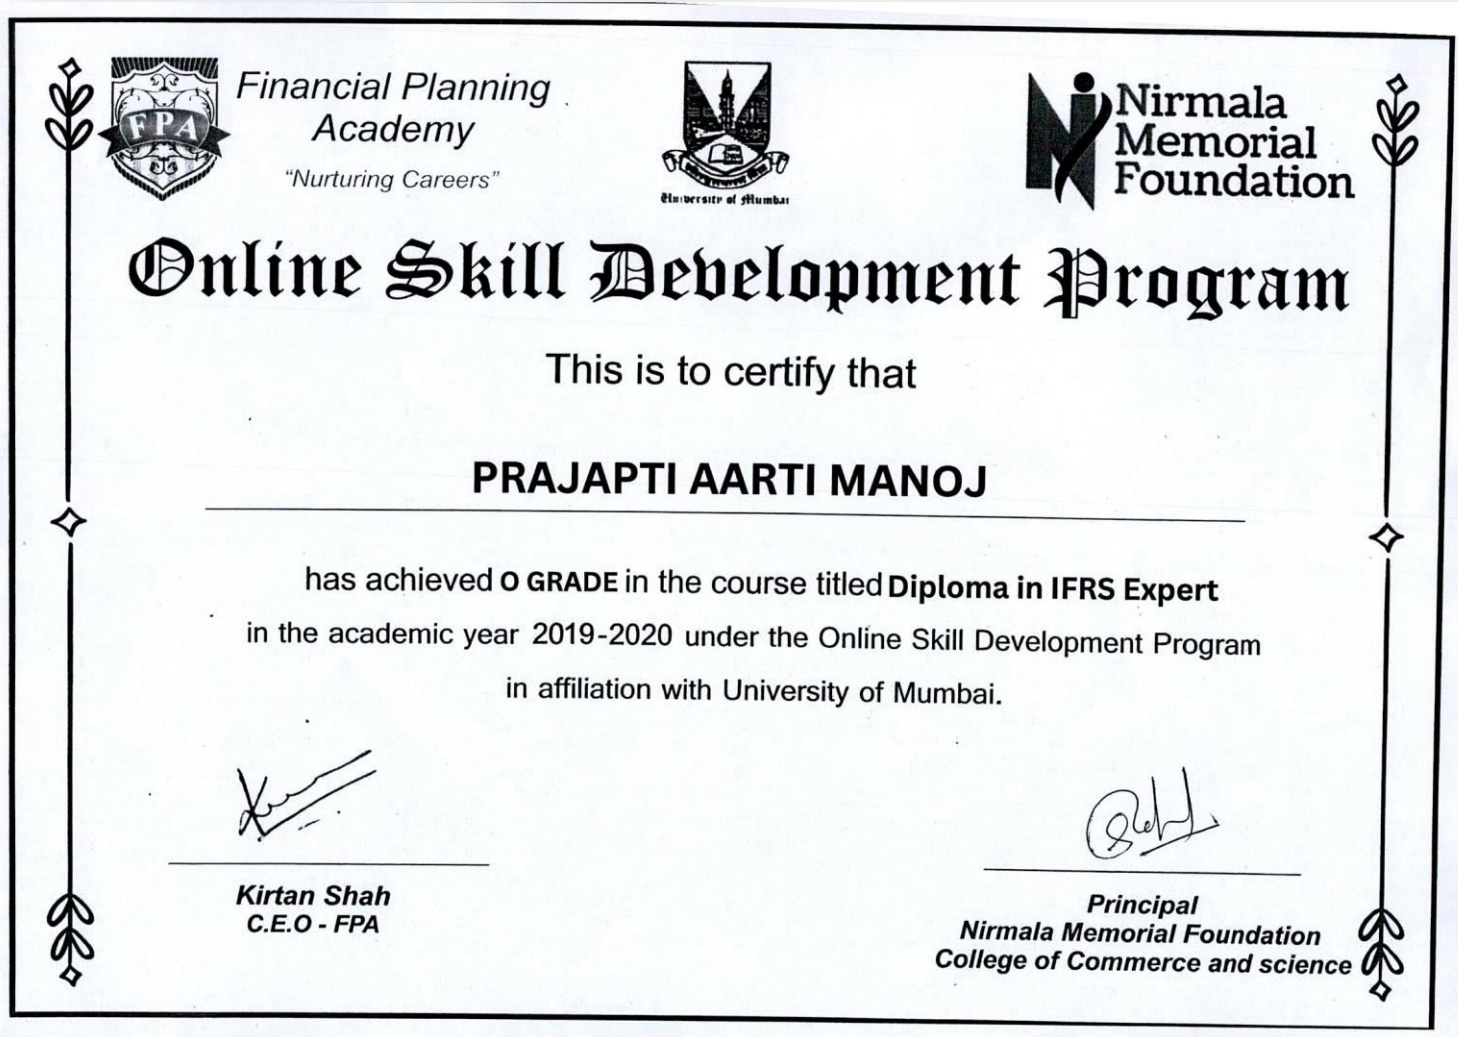 FPA
Financial Planning
Academy
"Nurturing Careers"
University of Mumbai
Nirmala
Memorial
Foundation
Online Skill Development Program
This is to certify that
PRAJAPTI AARTI MANOJ
has achieved O GRADE in the course titled Diploma in IFRS Expert
in the academic year 2019-2020 under the Online Skill Development Program
in affiliation with University of Mumbai.
Kirtan Shah
C.E.O - FPA
Principal
Nirmala Memorial Foundation
College of Commerce and science